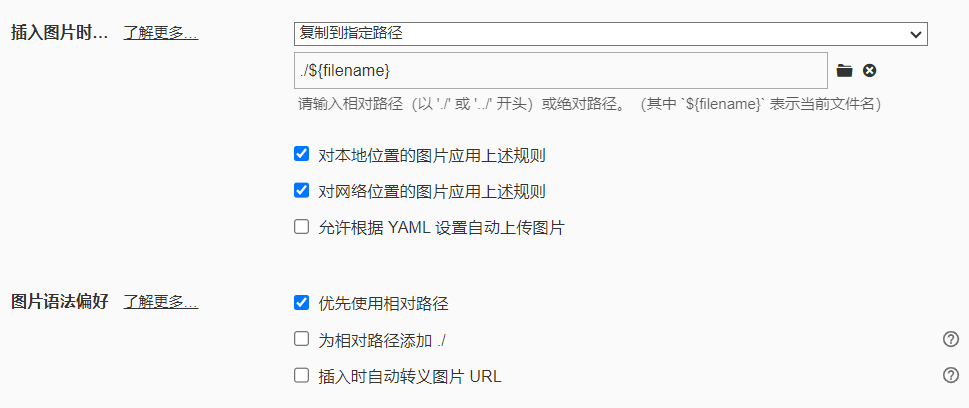 插入图片时... 了解更多... 复制到指定路径
./${filename}
请输入相对路径（以 './' 或 '../' 开头）或绝对路径。（其中 `${filename}` 表示当前文件名）
对本地位置的图片应用上述规则
对网络位置的图片应用上述规则
允许根据 YAML 设置自动上传图片
图片语法偏好 了解更多... 优先使用相对路径
为相对路径添加 ./
插入时自动转义图片 URL